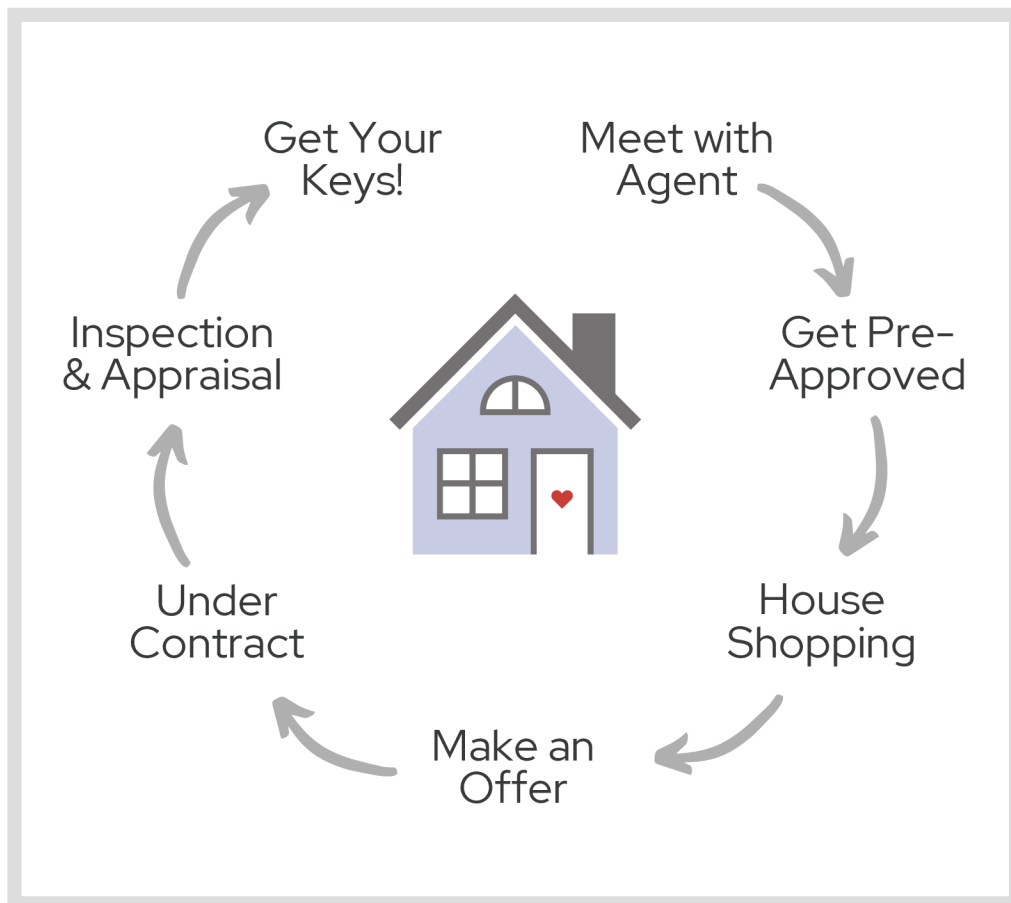 Meet with
Agent
Get Pre-
Approved
House
Shopping
Make an
Offer
Under
Contract
Inspection
& Appraisal
Get Your
Keys!